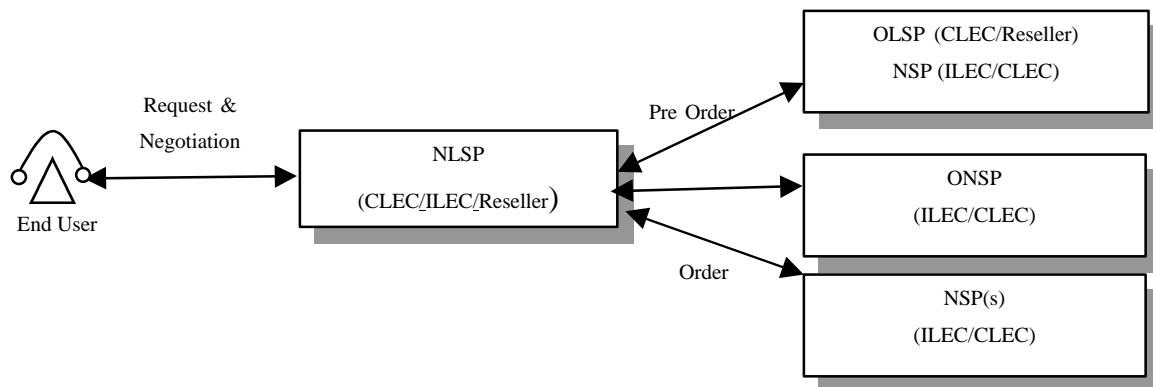 Request &
Negotiation
End User
NLSP
(CLEC/ILEC/Reseller)
Pre Order
Order
OLSP (CLEC/Reseller)
NSP (ILEC/CLEC)
ONSP
(ILEC/CLEC)
NSP(s)
(ILEC/CLEC)